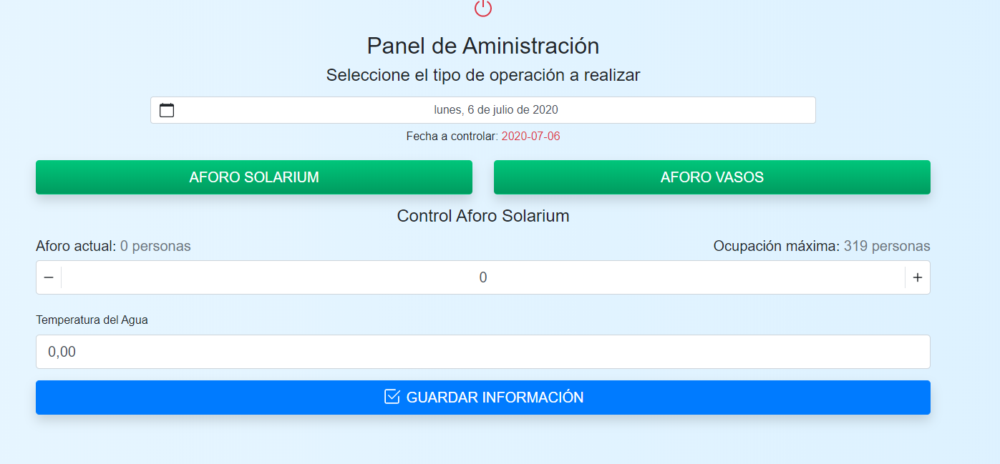 Panel de Aministración
Seleccione el tipo de operación a realizar
lunes, 6 de julio de 2020
Fecha a controlar: 2020-07-06
AFORO SOLARIUM
AFORO VASOS
Control Aforo Solarium
Aforo actual: 0 personas
Ocupación máxima: 319 personas
− 0 +
Temperatura del Agua
0,00
GUARDAR INFORMACIÓN